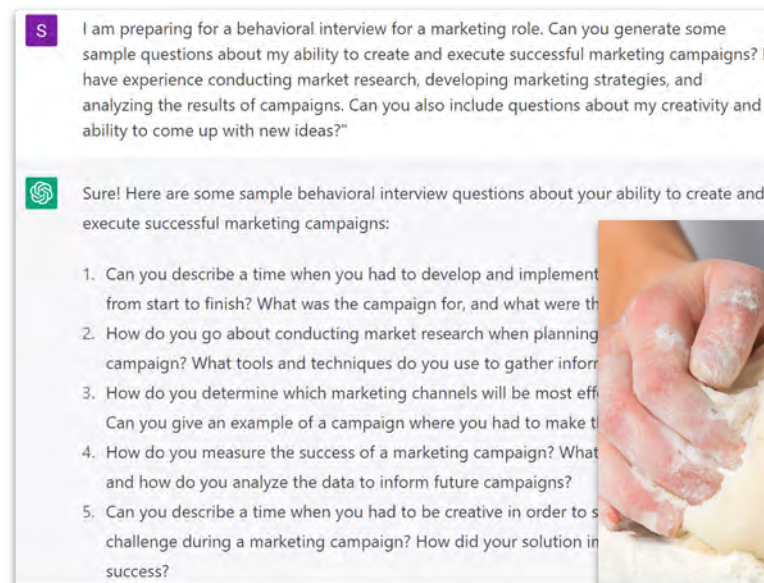 S
I am preparing for a behavioral interview for a marketing role. Can you generate some
sample questions about my ability to create and execute successful marketing campaigns?
have experience conducting market research, developing marketing strategies, and
analyzing the results of campaigns. Can you also include questions about my creativity and
ability to come up with new ideas?"
Sure! Here are some sample behavioral interview questions about your ability to create and
execute successful marketing campaigns:
1. Can you describe a time when you had to develop and implement
from start to finish? What was the campaign for, and what were
2. How do you go about conducting market research when planning
campaign? What tools and techniques do you use to gather
3. How do you determine which marketing channels will be most
Can you give an example of a campaign where you had to make
4. How do you measure the success of a marketing campaign? What
and how do you analyze the data to inform future campaigns?
5. Can you describe a time when you had to be creative in order to
challenge during a marketing campaign? How did your solution
success?